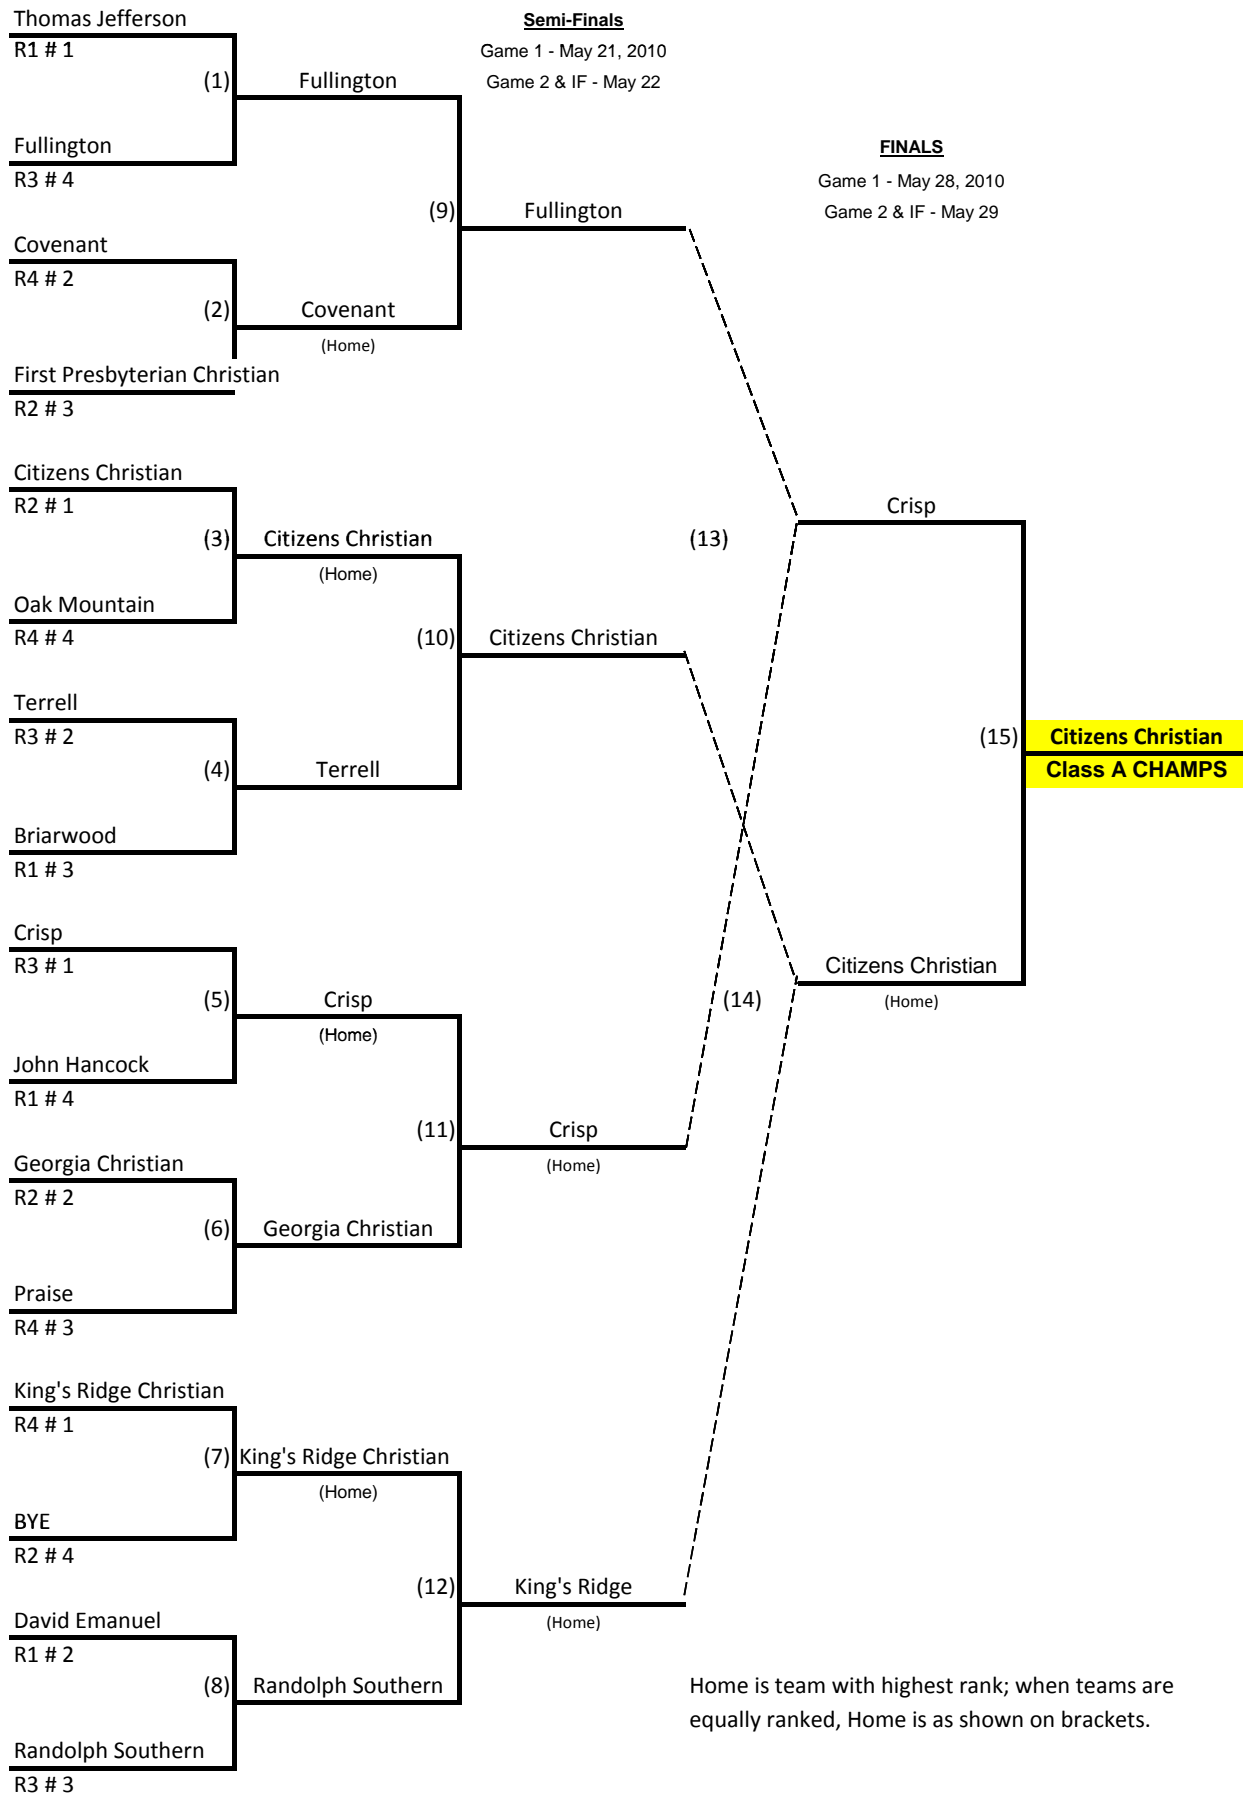 Thomas Jefferson
R1 # 1
Semi-Finals
Game 1 - May 21, 2010
Game 2 & IF - May 22
(1)
Fullington
Fullington
R3 # 4
FINALS
Game 1 - May 28, 2010
Game 2 & IF - May 29
(9)
Fullington
Covenant
R4 # 2
(2)
Covenant
(Home)
First Presbyterian Christian
R2 # 3
Citizens Christian
R2 # 1
(3)
Citizens Christian
(Home)
(13)
Crisp
Oak Mountain
R4 # 4
(10)
Citizens Christian
Terrell
R3 # 2
(4)
Terrell
(15)
Citizens Christian
Class A CHAMPS
Briarwood
R1 # 3
Crisp
R3 # 1
(5)
Crisp
(Home)
(14)
Citizens Christian
(Home)
John Hancock
R1 # 4
(11)
Crisp
(Home)
Georgia Christian
R2 # 2
(6)
Georgia Christian
Praise
R4 # 3
King's Ridge Christian
R4 # 1
(7)
King's Ridge Christian
(Home)
BYE
R2 # 4
(12)
King's Ridge
(Home)
David Emanuel
R1 # 2
(8)
Randolph Southern
Randolph Southern
R3 # 3
Home is team with highest rank; when teams are
equally ranked, Home is as shown on brackets.